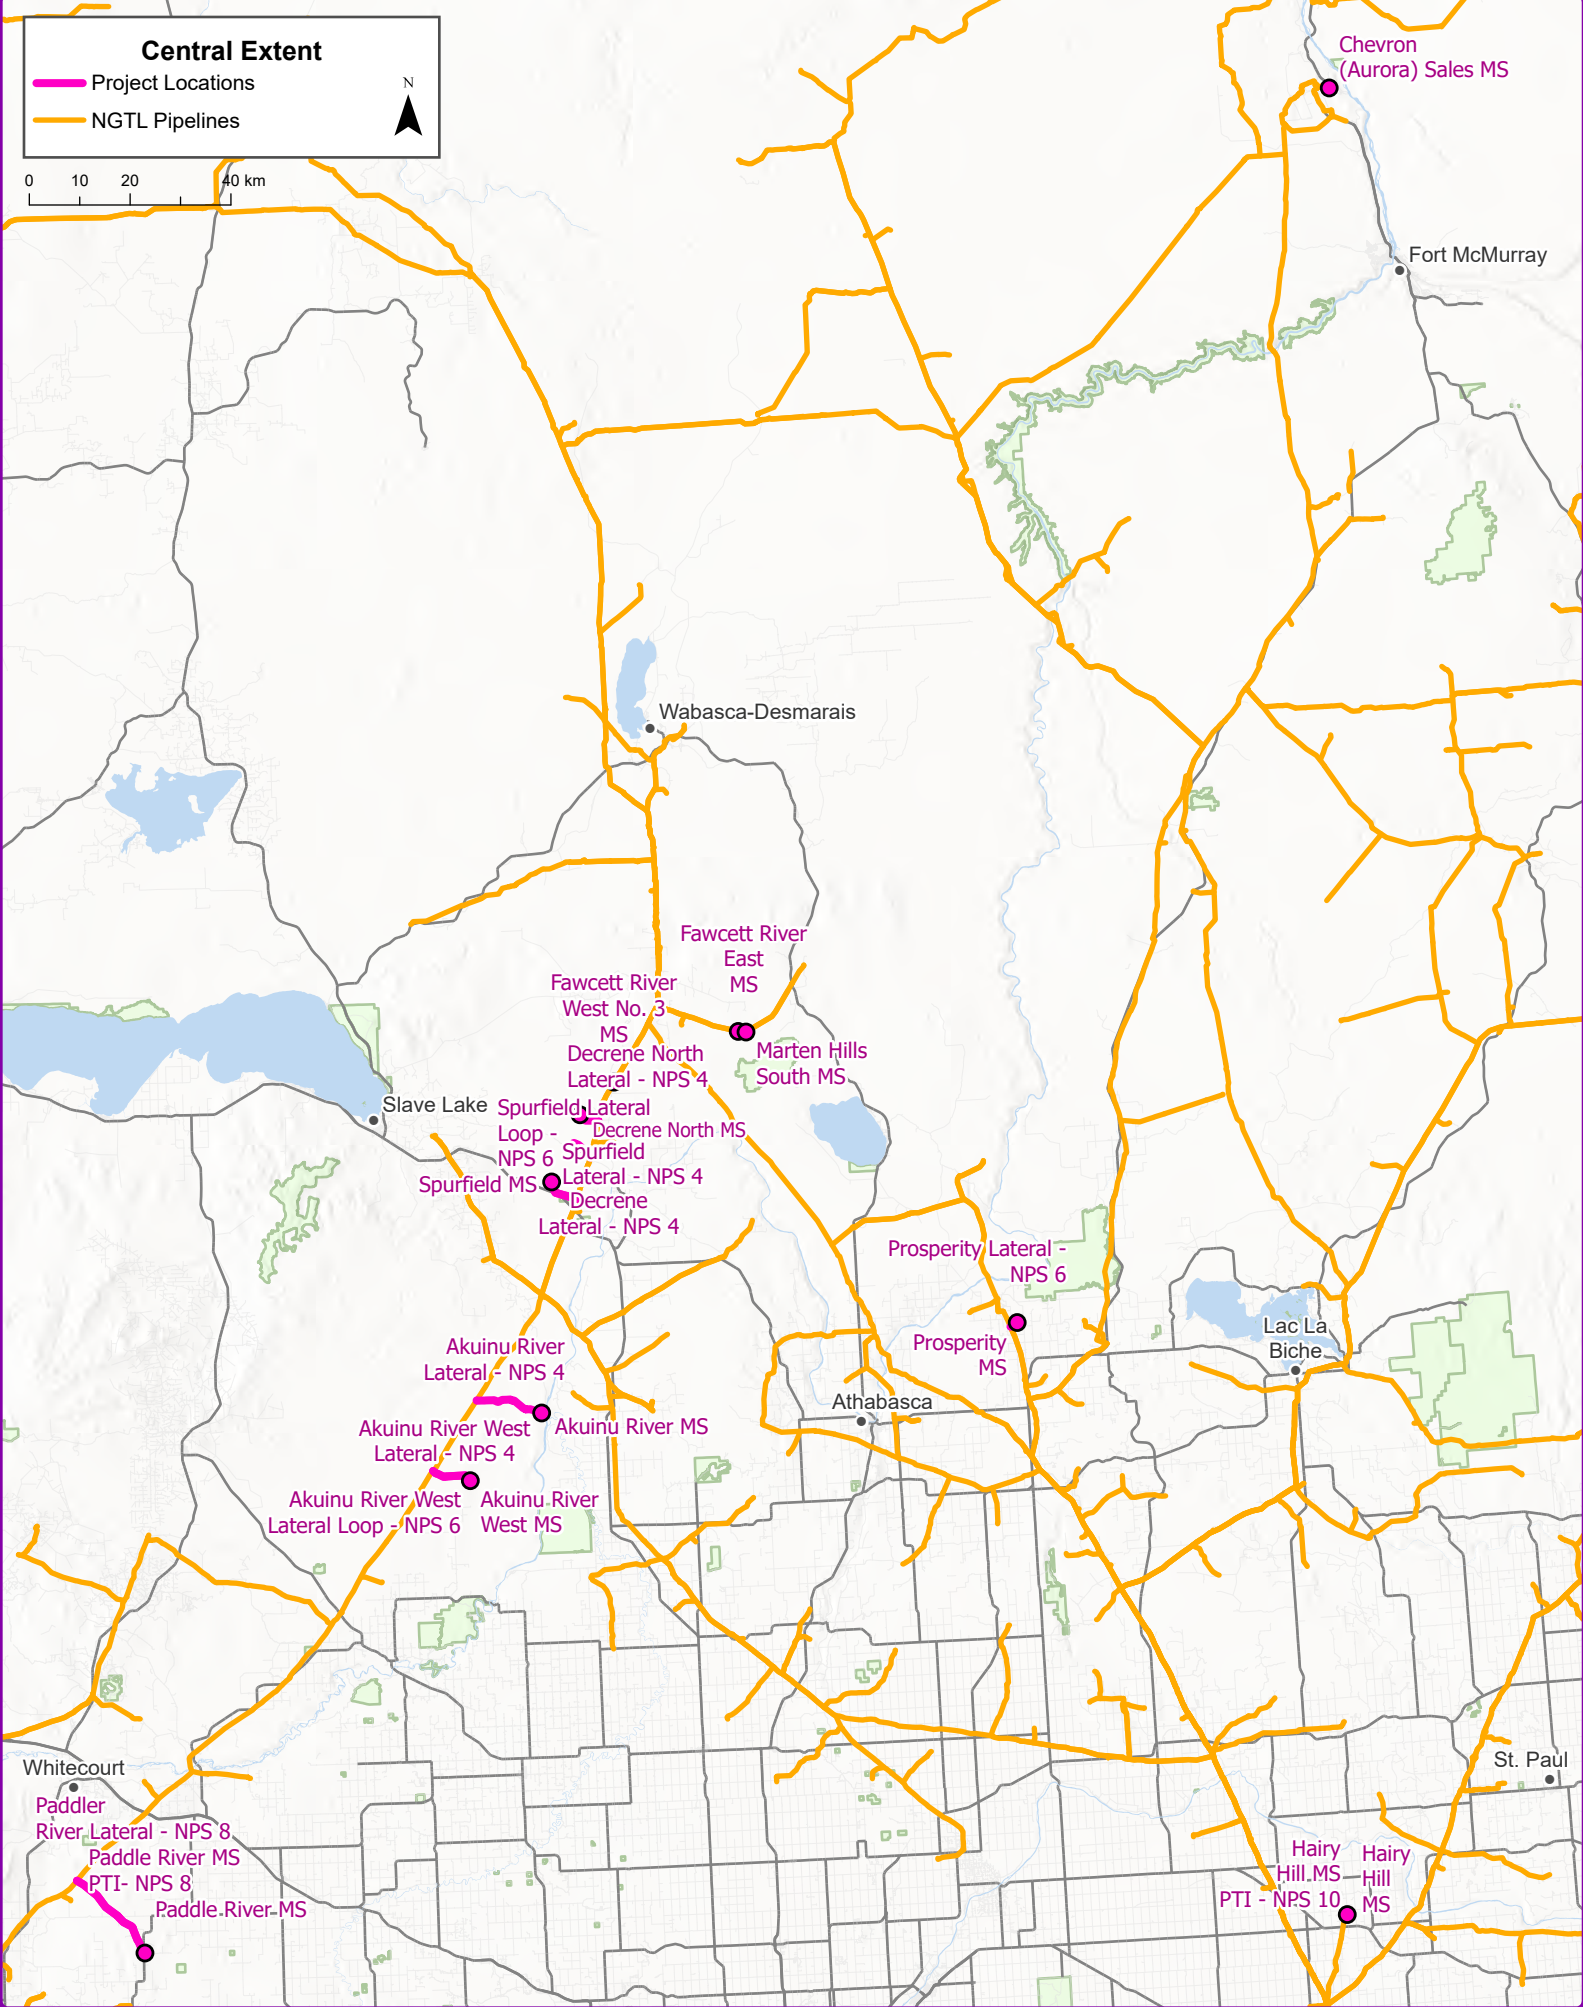 Central Extent
Project Locations
NGTL Pipelines
N
0 10 20 40 km
Chevron
(Aurora) Sales MS
Fort McMurray
Wabasca-Desmarais
Fawcett River
East
MS
Fawcett River
West No. 3
MS
Marten Hills
South MS
Decrene North
Lateral - NPS 4
Slave Lake
Spurfield Lateral
Loop -
NPS 6
Decrene North MS
Spurfield
Lateral - NPS 4
Spurfield MS
Decrene
Lateral - NPS 4
Prosperity Lateral -
NPS 6
Prosperity
MS
Lac La
Biche
Akuinu River
Lateral - NPS 4
Athabasca
Akuinu River MS
Akuinu River West
Lateral - NPS 4
Akuinu River West
Lateral Loop - NPS 6
Akuinu River
West MS
Whitecourt
St. Paul
Paddler
River Lateral - NPS 8
Paddle River MS
PTI- NPS 8
Paddle River MS
Hairy
Hill MS
PTI - NPS 10
Hairy
Hill
MS